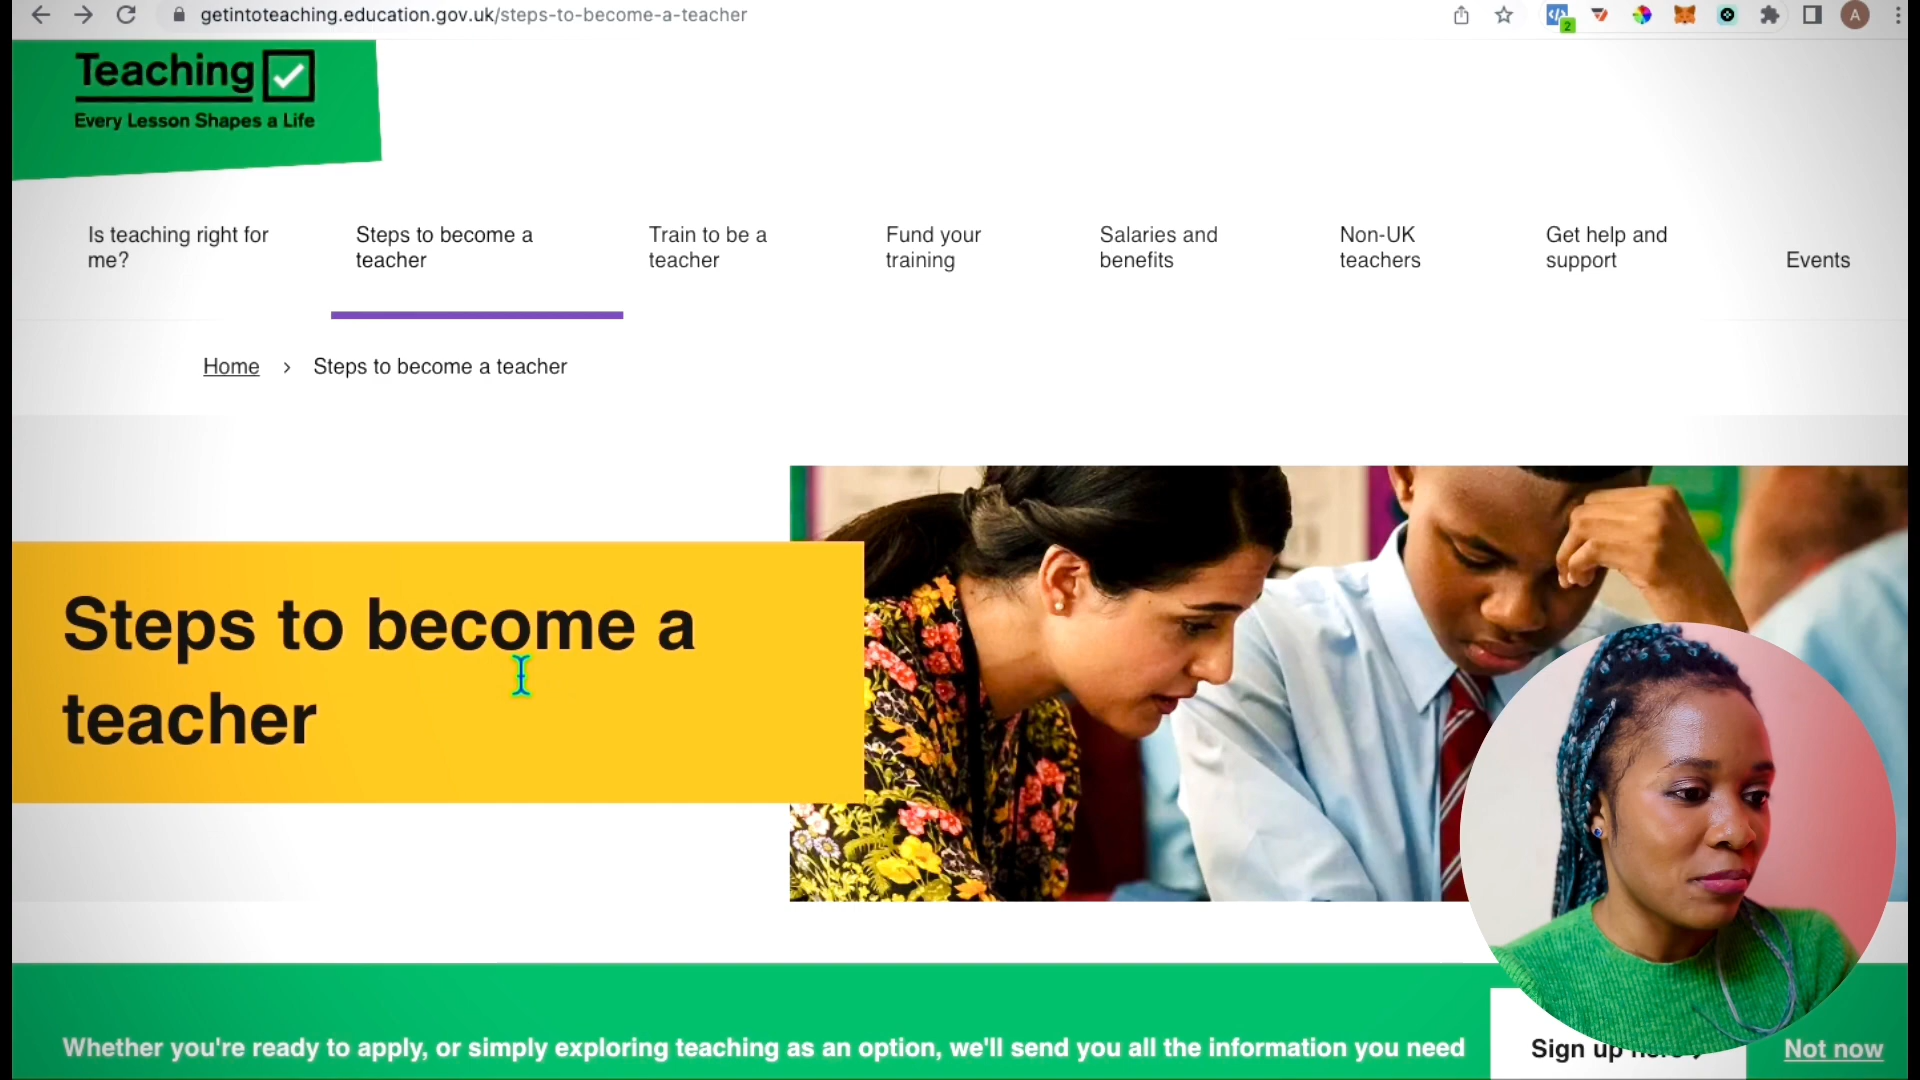 getintoteaching.education.gov.uk/steps-to-become-a-teacher
2
A
Teaching
Every Lesson Shapes a Life
Is teaching right for me?
Steps to become a teacher
Train to be a teacher
Fund your training
Salaries and benefits
Non-UK teachers
Get help and support
Events
Home > Steps to become a teacher
Steps to become a
teacher
Whether you're ready to apply, or simply exploring teaching as an option, we'll send you all the information you need
Sign up
Not now